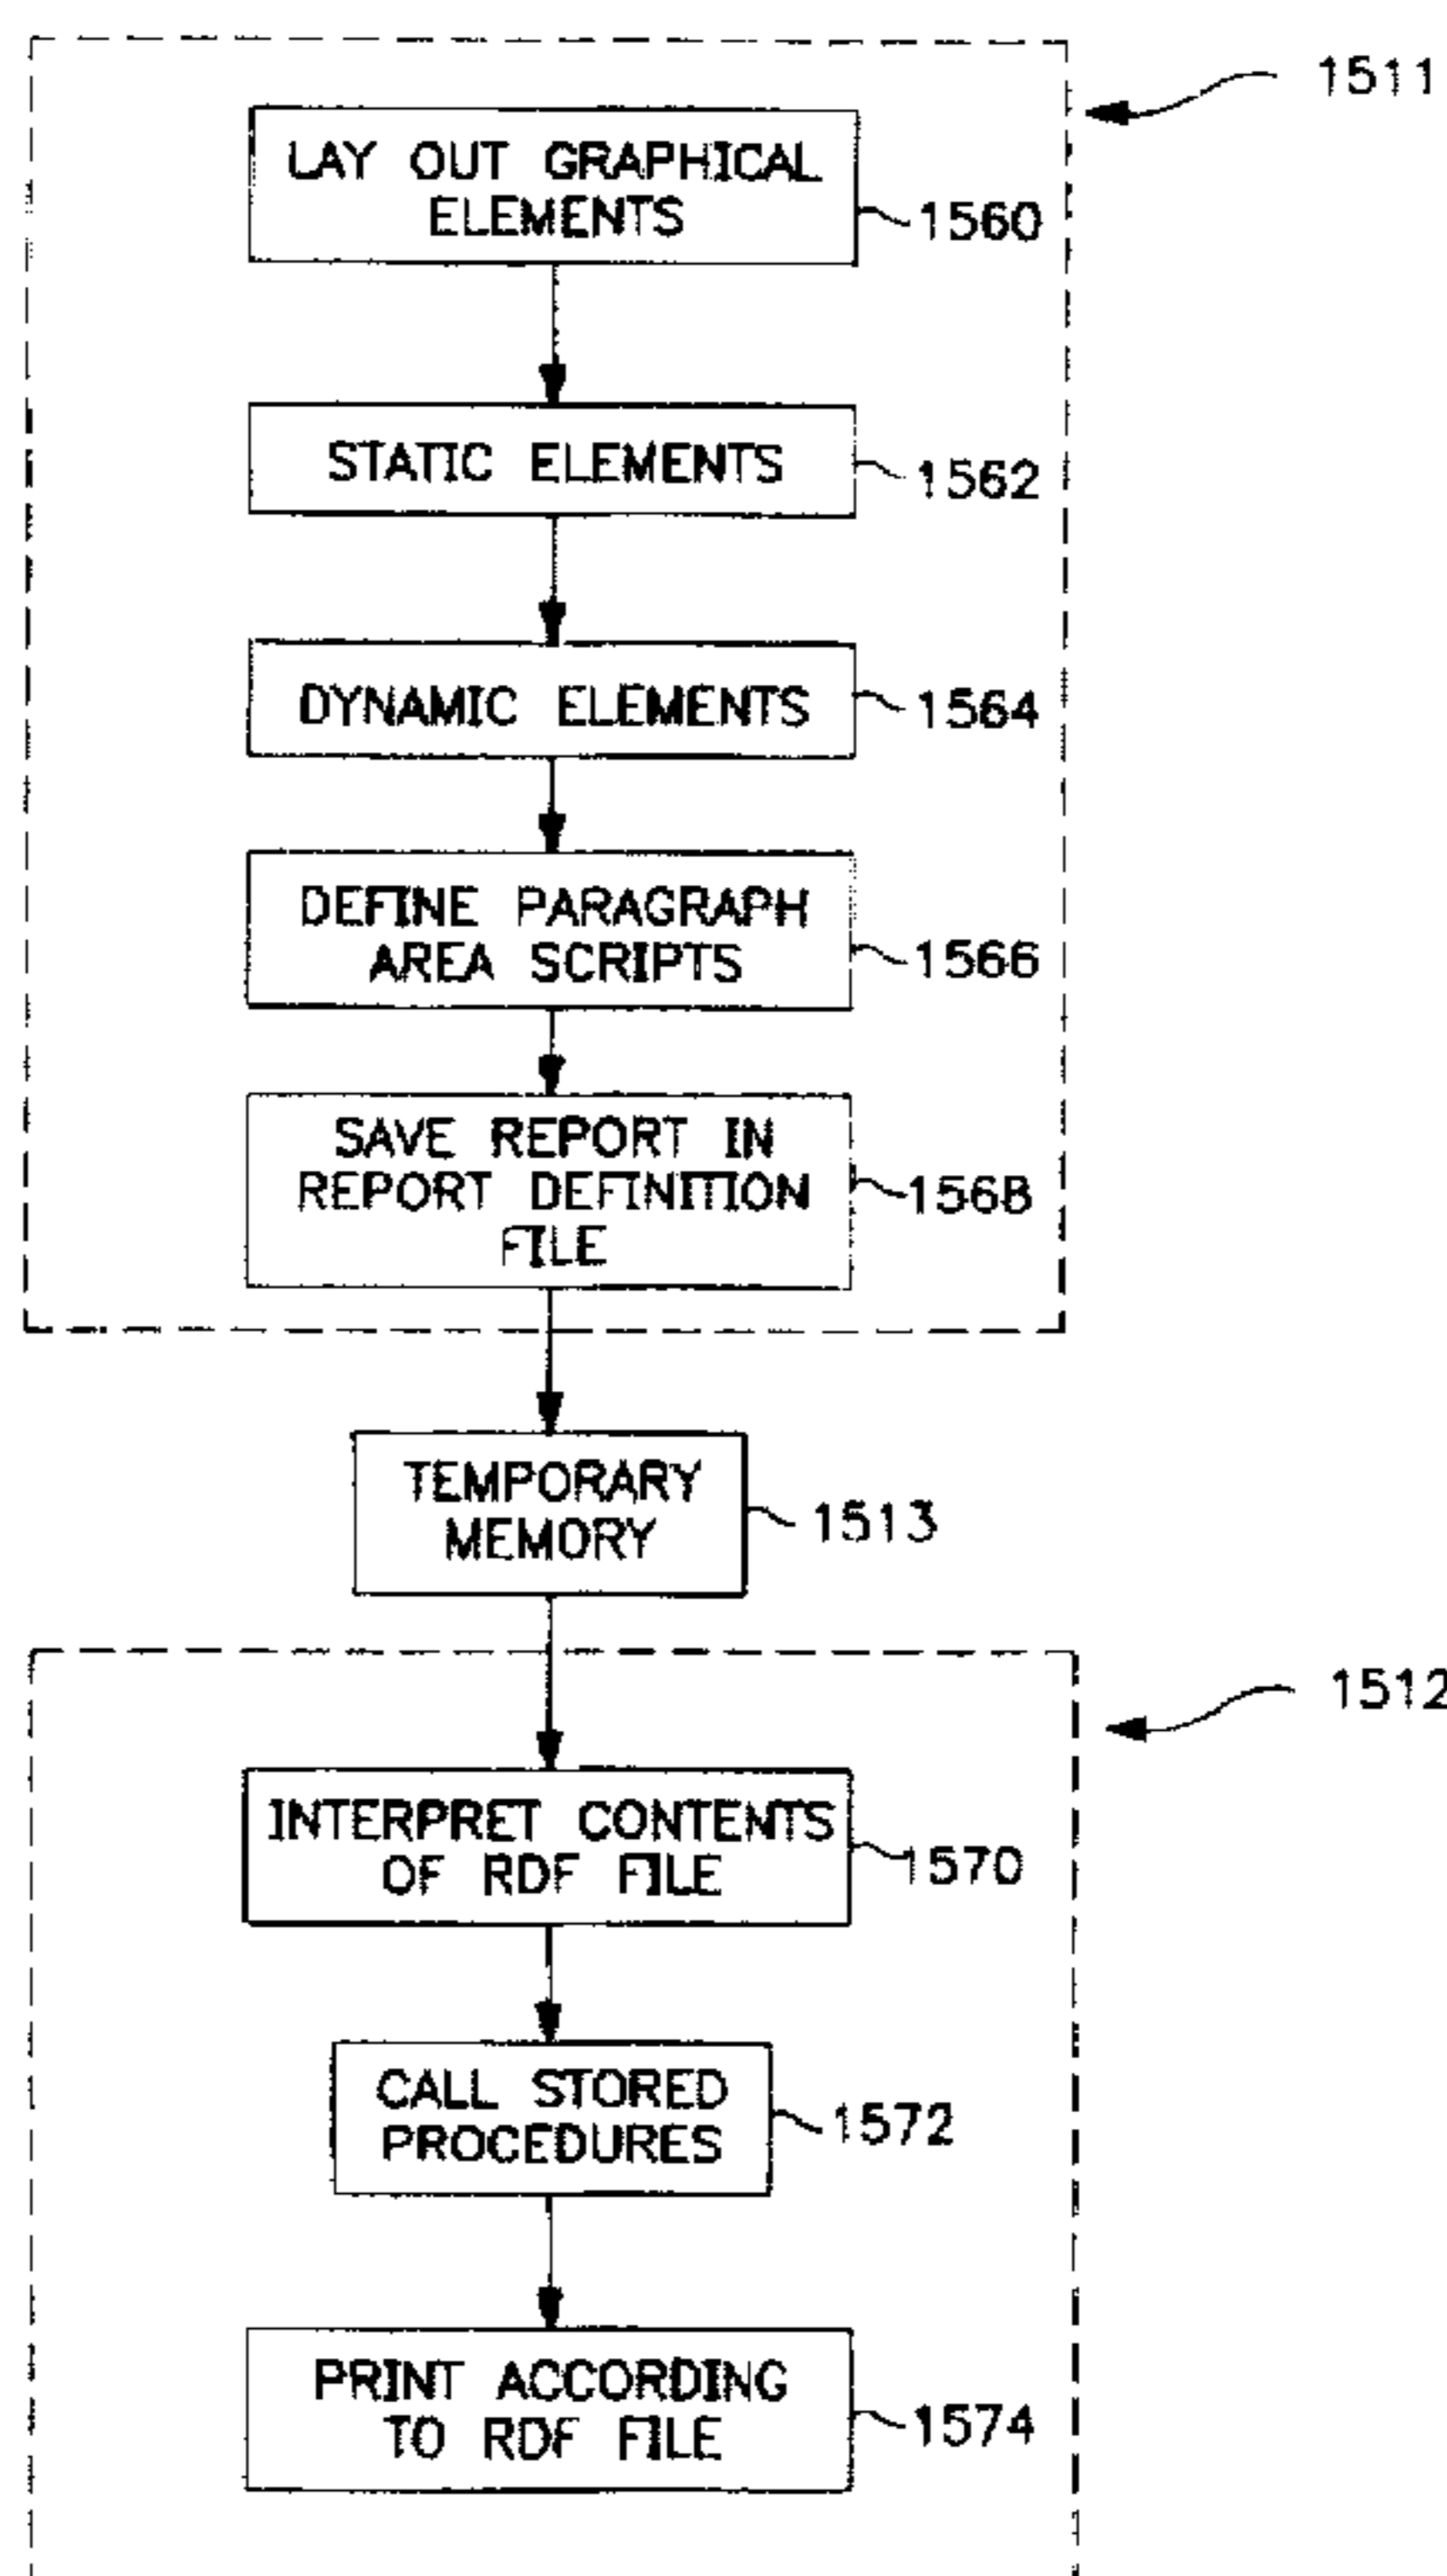 1511
LAY OUT GRAPHICAL
ELEMENTS
1560
STATIC ELEMENTS
1562
DYNAMIC ELEMENTS
1564
DEFINE PARAGRAPH
AREA SCRIPTS
1566
SAVE REPORT IN
REPORT DEFINITION
FILE
1568
TEMPORARY
MEMORY
1513
1512
INTERPRET CONTENTS
OF RDF FILE
1570
CALL STORED
PROCEDURES
1572
PRINT ACCORDING
TO RDF FILE
1574